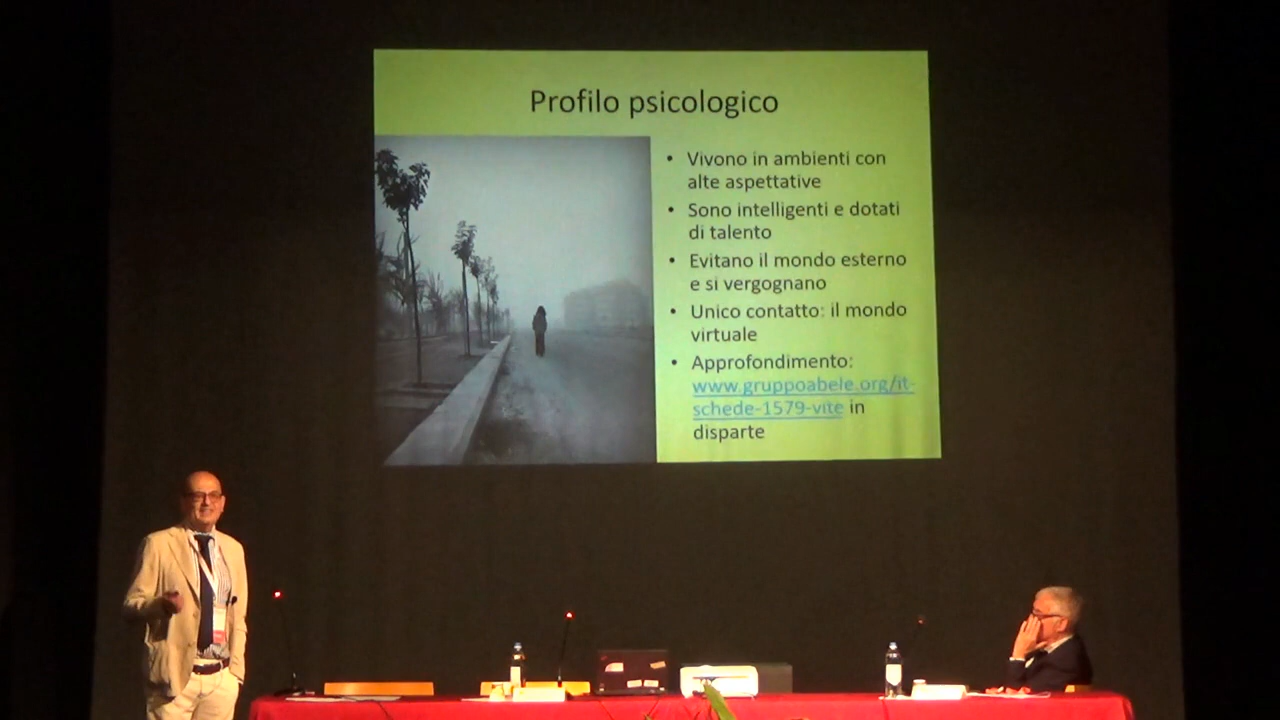 Profilo psicologico
• Vivono in ambienti con
alte aspettative
• Sono intelligenti e dotati
di talento
• Evitano il mondo esterno
e si vergognano
• Unico contatto: il mondo
virtuale
• Approfondimento:
www.gruppoabele.org/it-
schede-1579-vite in
disparte